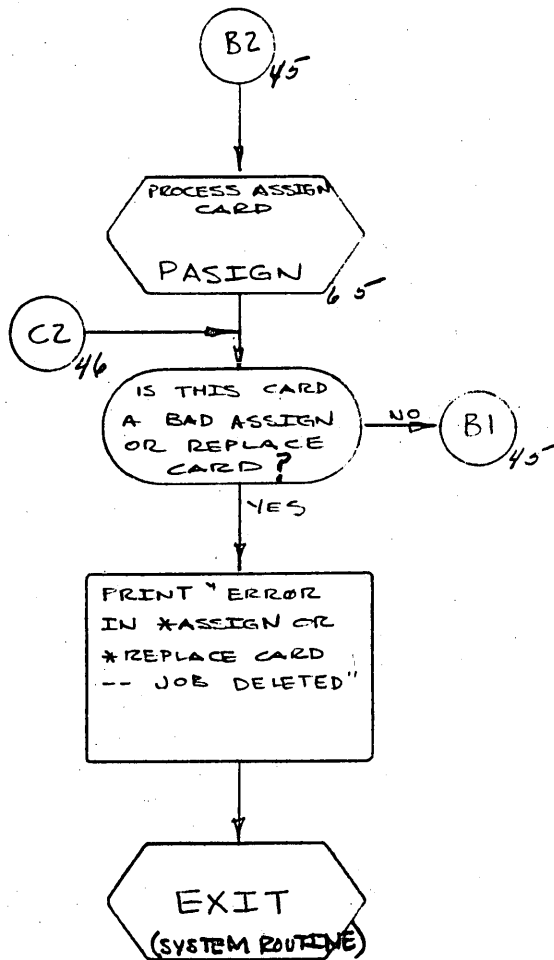 B2
45
PROCESS ASSIGN
CARD
PASIGN
65
C2
46
IS THIS CARD
A BAD ASSIGN
OR REPLACE
CARD?
NO
B1
45
YES
PRINT "ERROR
IN *ASSIGN OR
*REPLACE CARD
-- JOB DELETED"
EXIT
(SYSTEM ROUTINE)